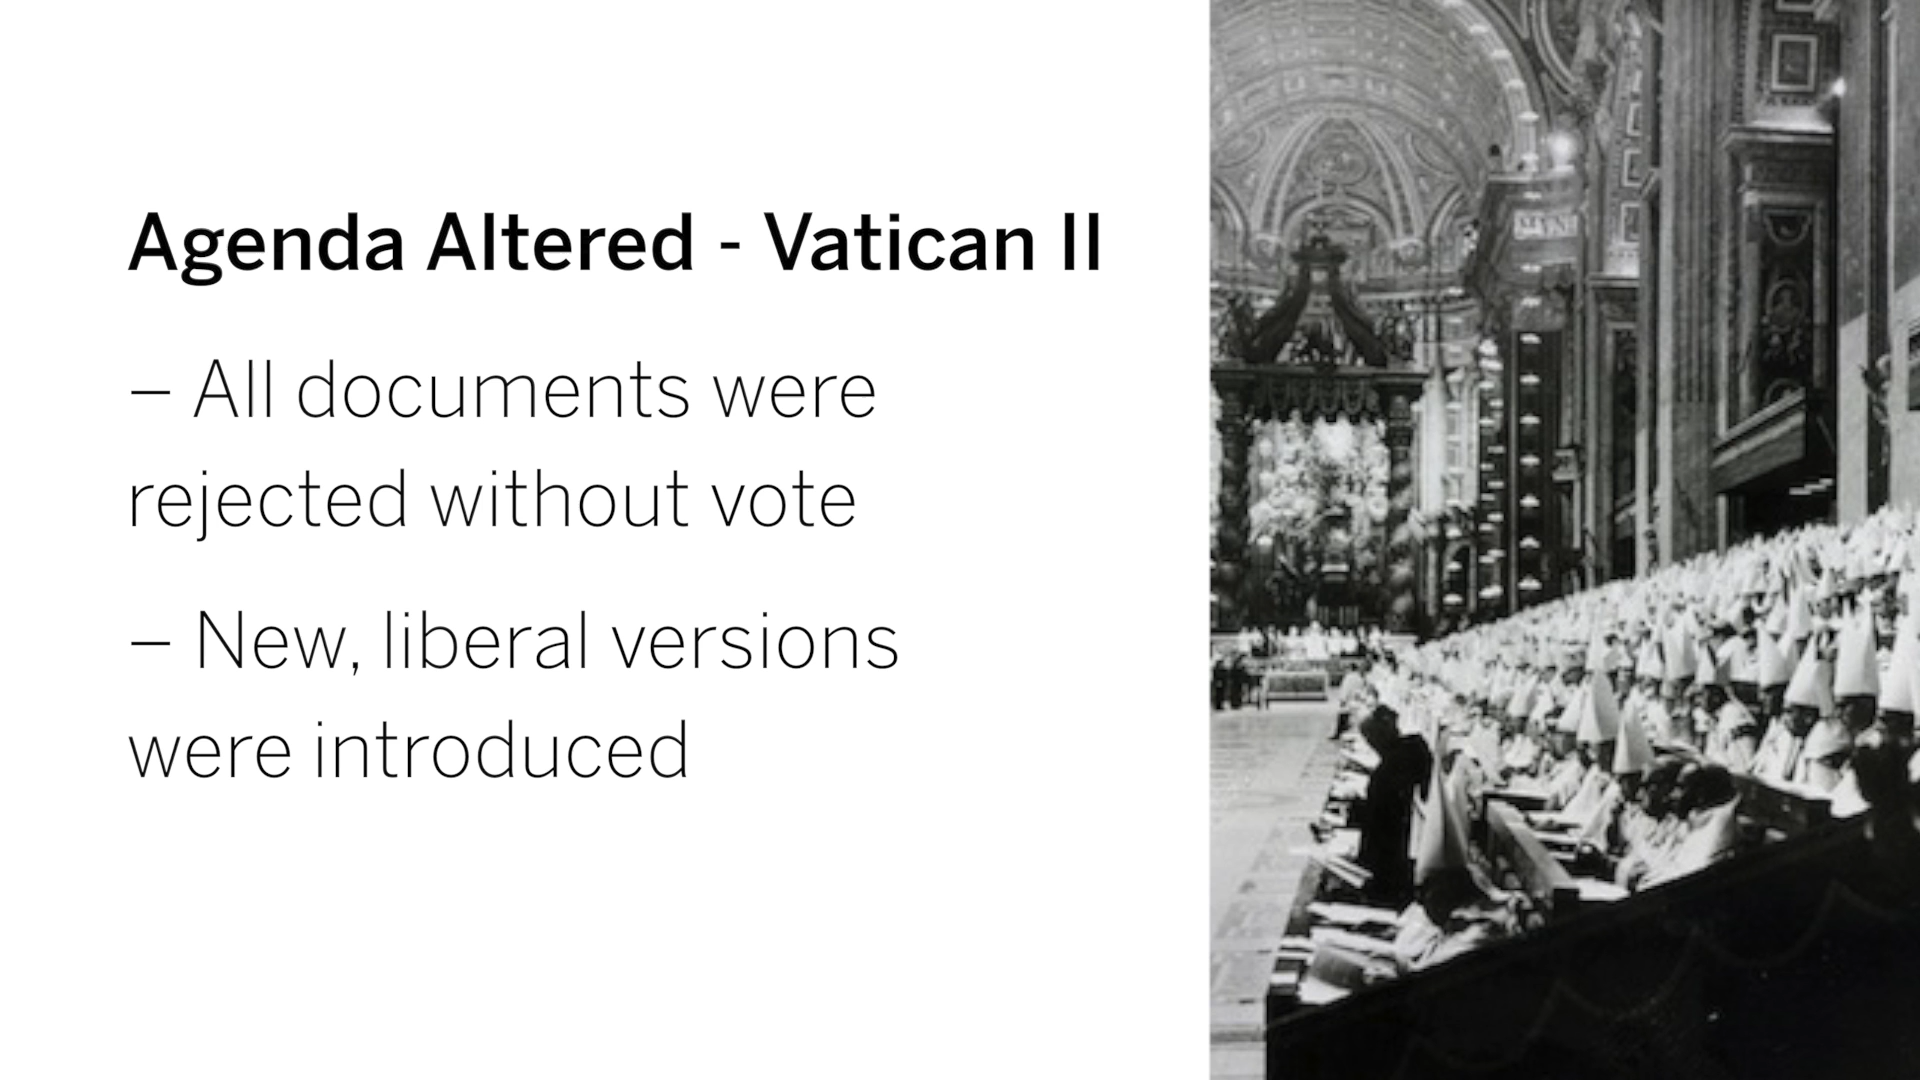 Agenda Altered - Vatican II
– All documents were
rejected without vote
– New, liberal versions
were introduced